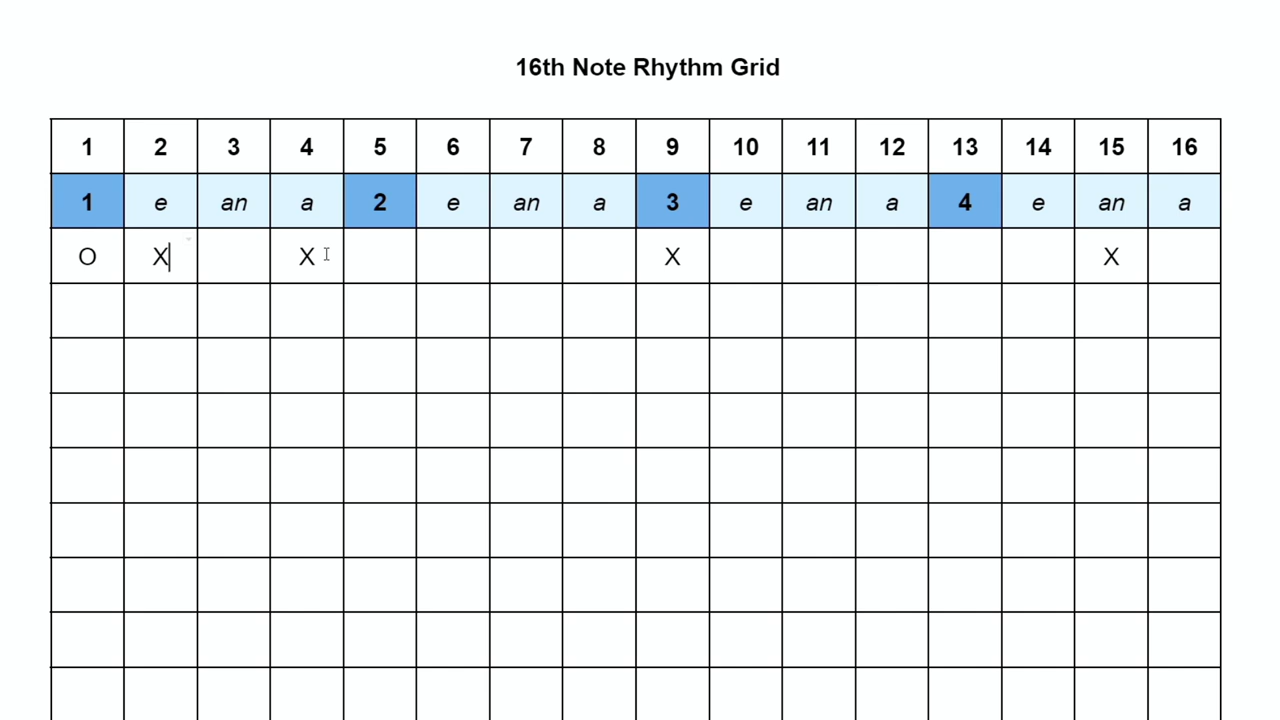 16th Note Rhythm Grid
1 2 3 4 5 6 7 8 9 10 11 12 13 14 15 16
1 e an a 2 e an a 3 e an a 4 e an a
O X X X X